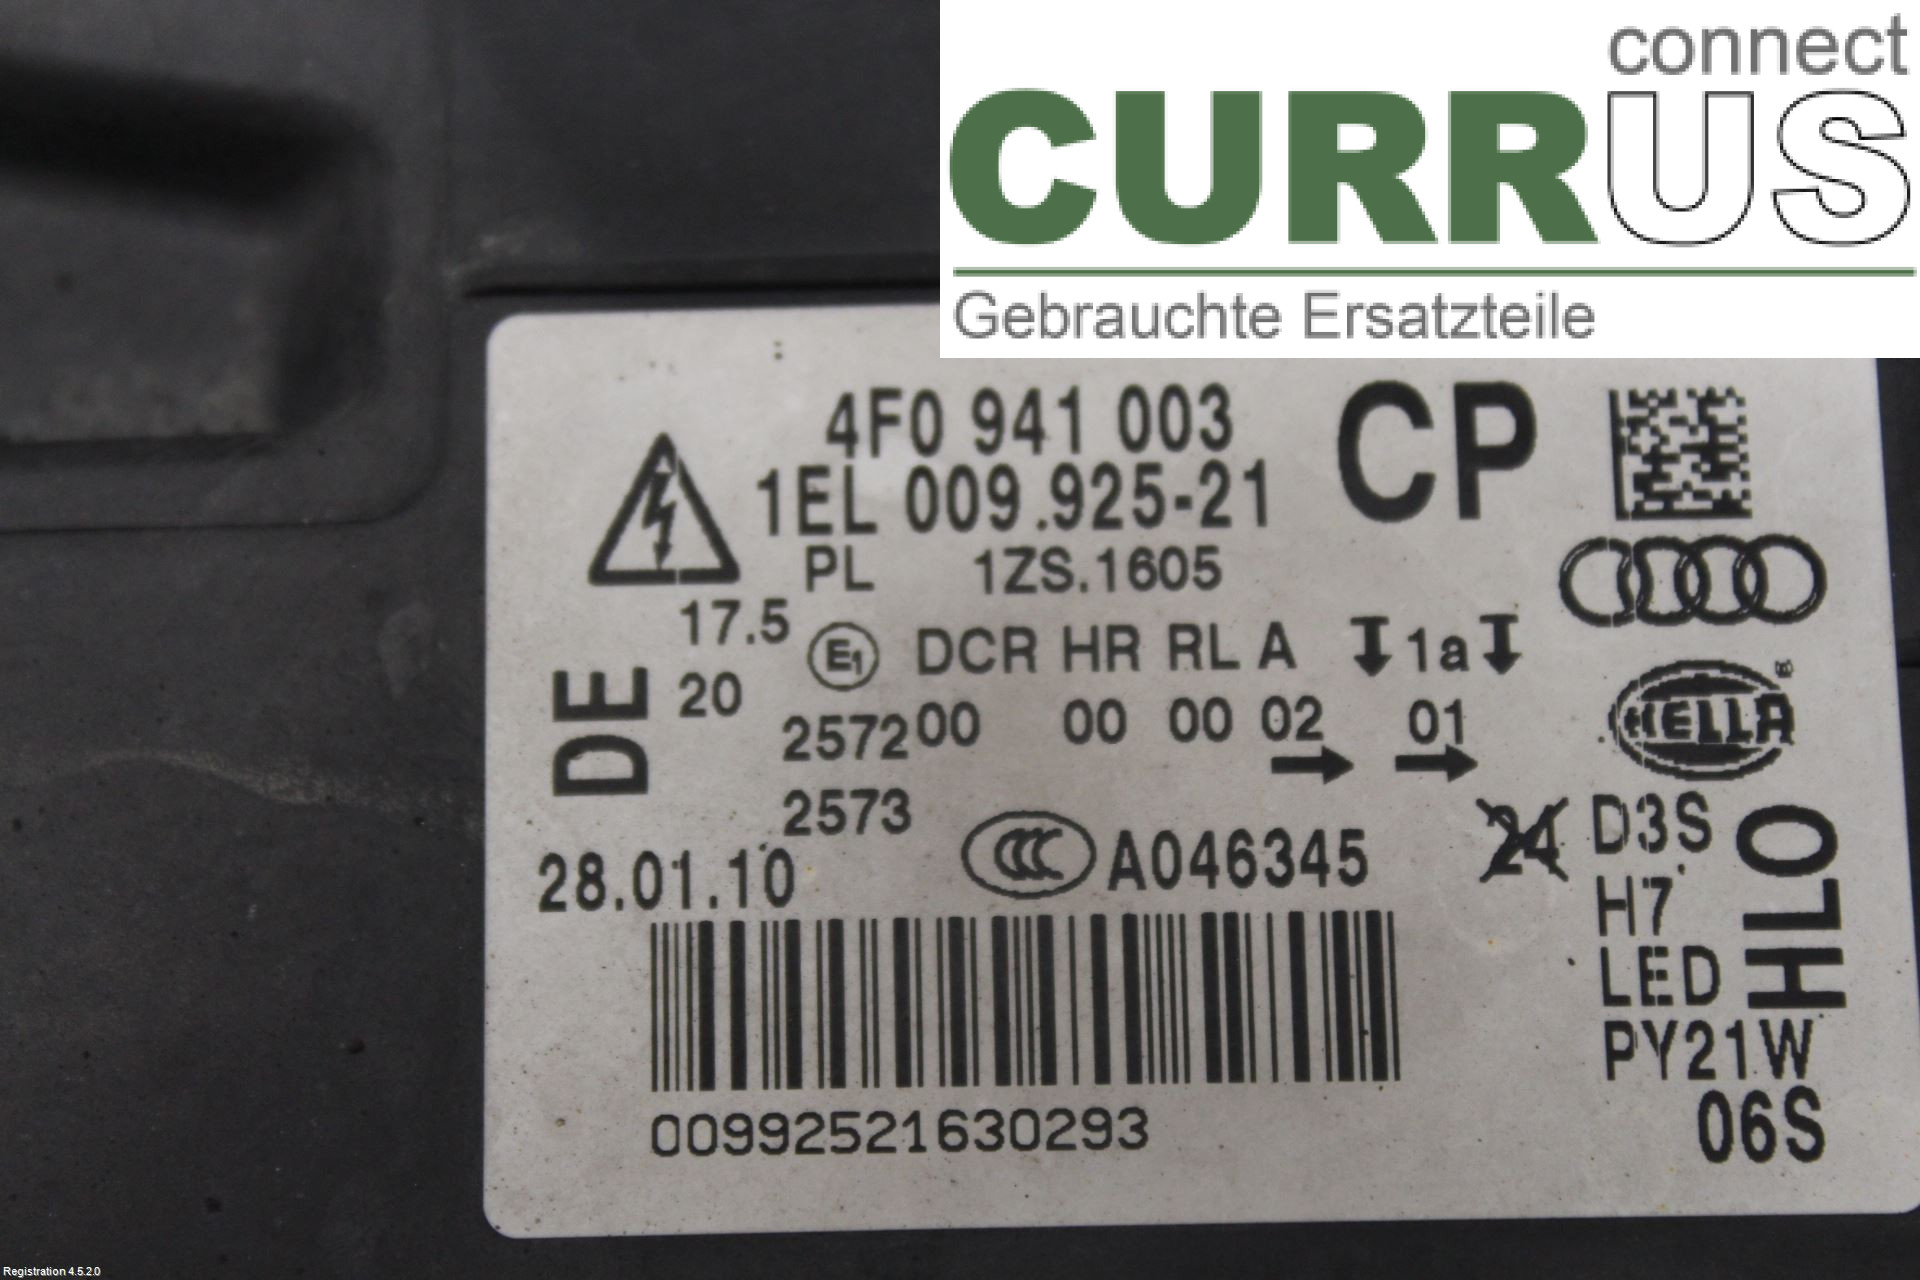 connect
CURRUS
Gebrauchte Ersatzteile
4F0 941 003
CP
1EL 009.925-21
PL 1ZS.1605
17.5
20
DE
E1 DCR HR RL A 1a
2572 00 00 00 02 01
2573
HELLA ®
28.01.10
CCC A046345
24
D3S
H7
LED
PY21W
HLO
06S
00992521630293
Registration 4.5.2.0